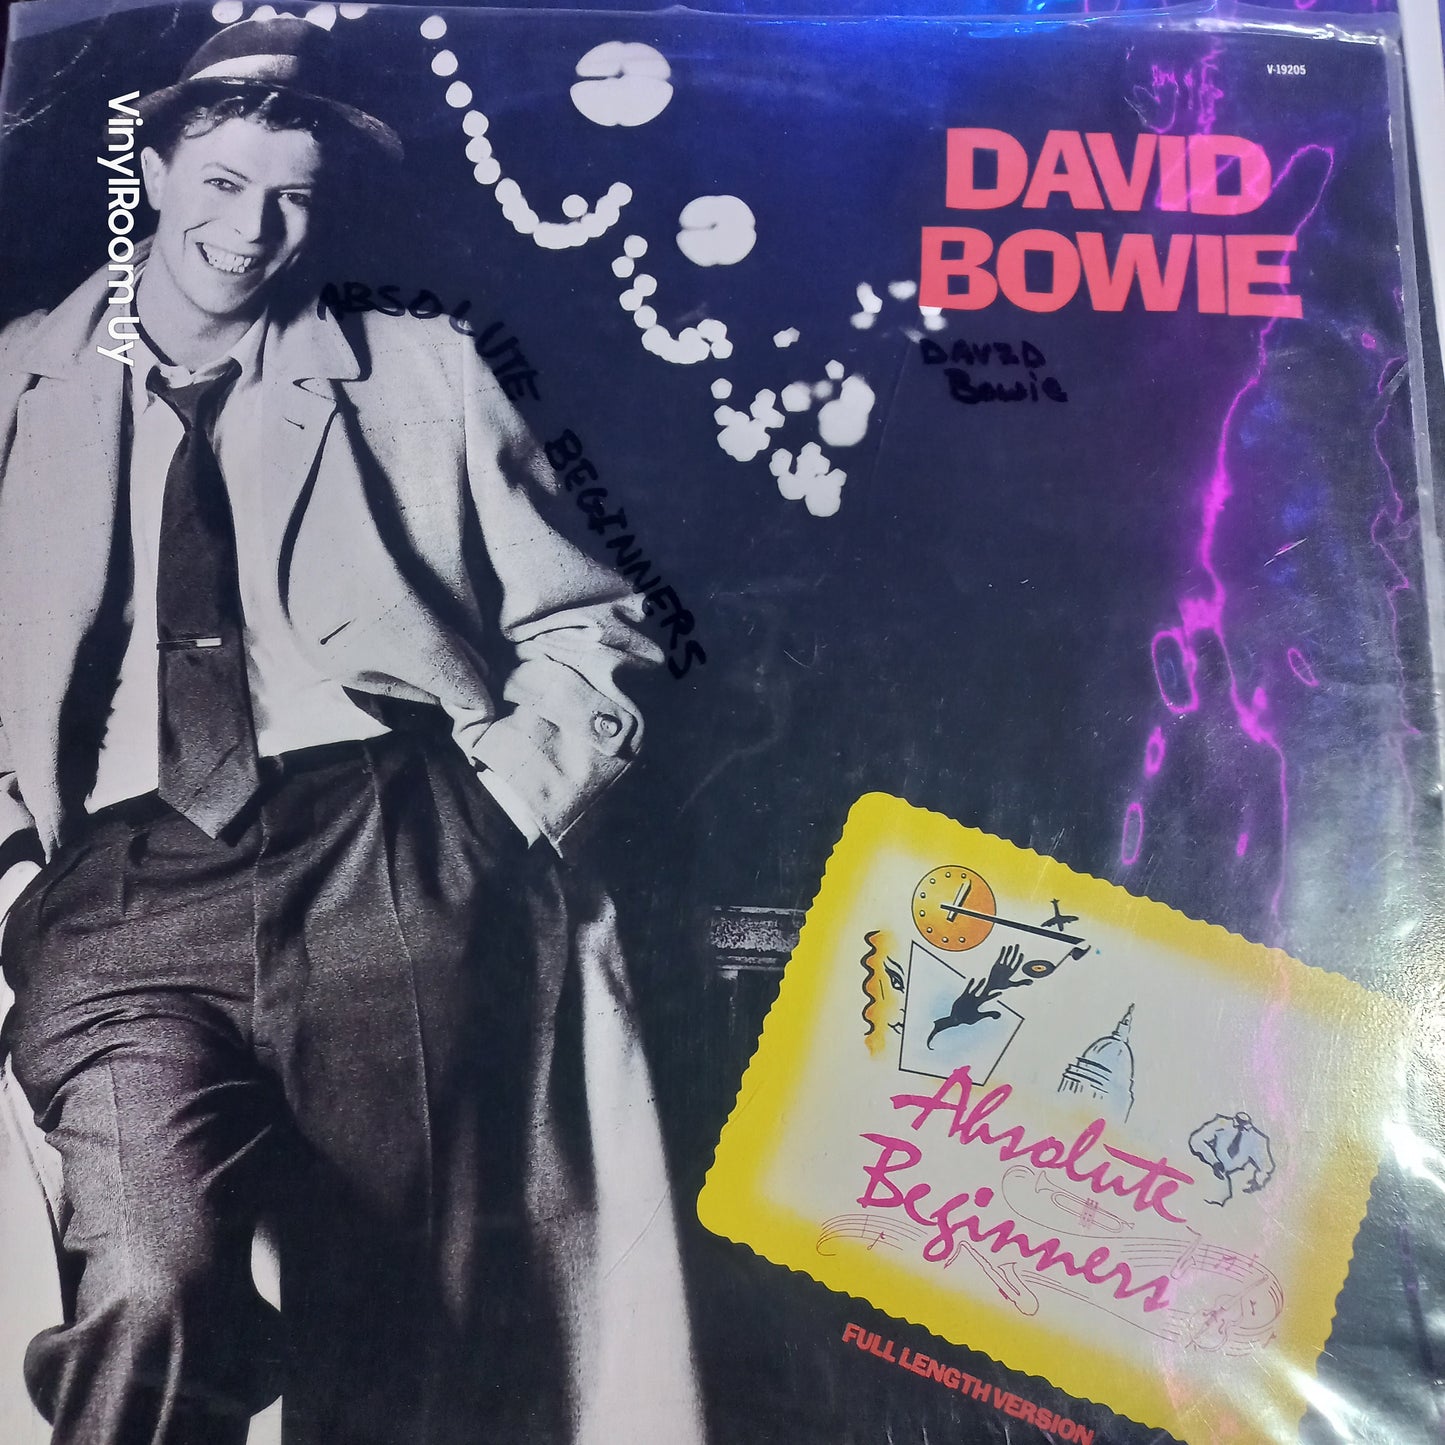 V-19205
DAVID
BOWIE
VinylRoom Uy
ABSOLUTE BEGINNERS
DAVID
Bowie
Absolute
Beginners
FULL LENGTH VERSION